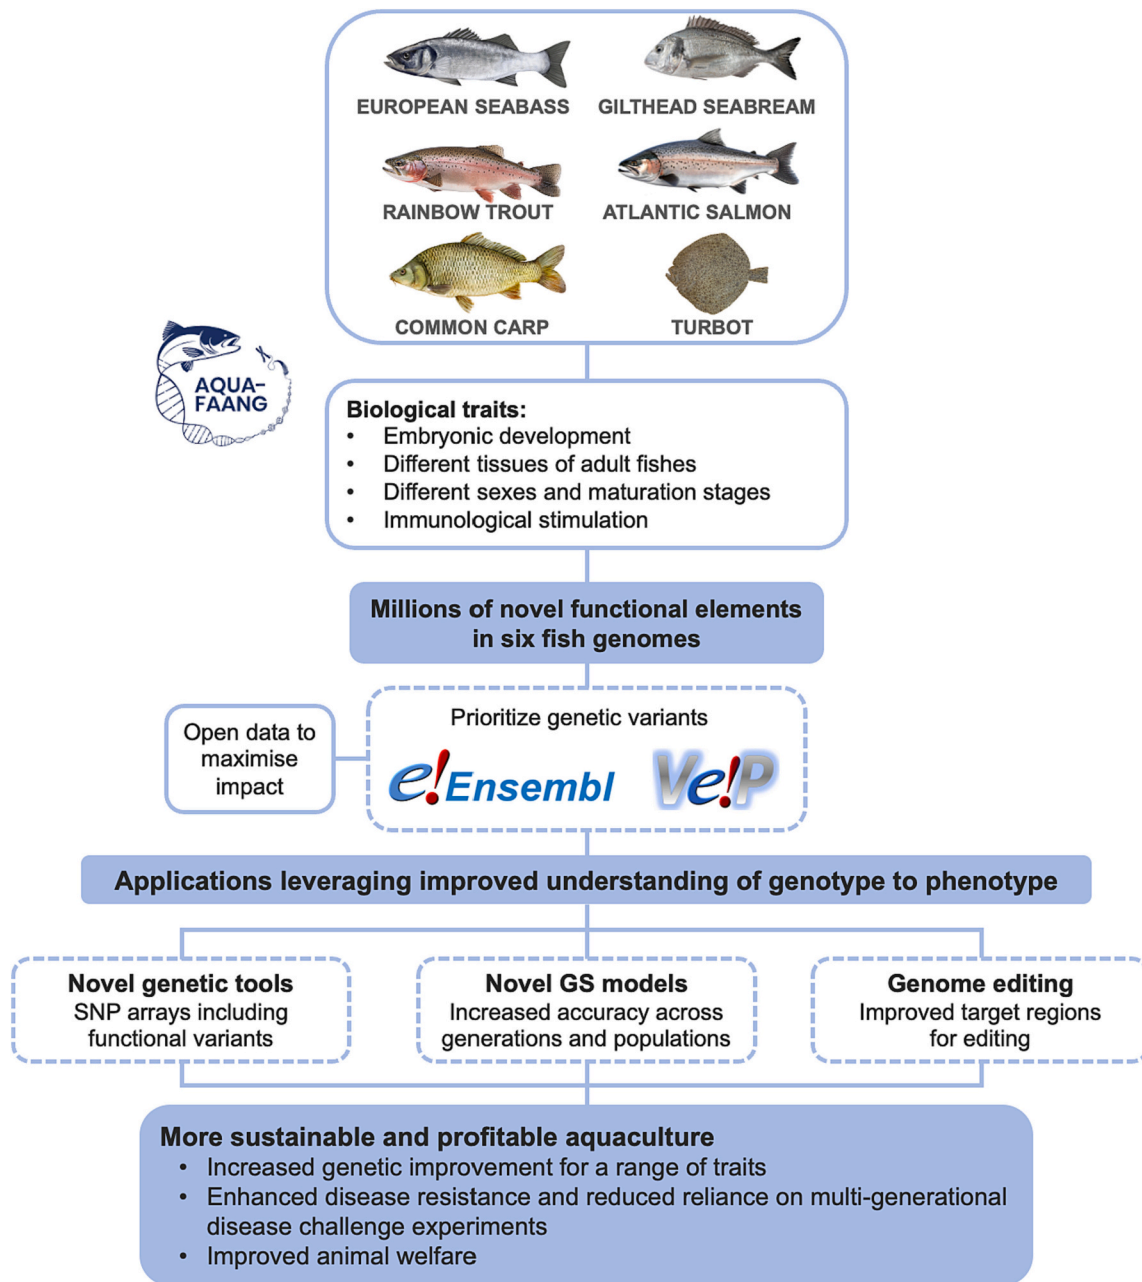 EUROPEAN SEABASS
GILTHEAD SEABREAM
RAINBOW TROUT
ATLANTIC SALMON
COMMON CARP
TURBOT
AQUA-
FAANG
Biological traits:
• Embryonic development
• Different tissues of adult fishes
• Different sexes and maturation stages
• Immunological stimulation
Millions of novel functional elements
in six fish genomes
Open data to
maximise
impact
Prioritize genetic variants
e!Ensembl
Ve!P
Applications leveraging improved understanding of genotype to phenotype
Novel genetic tools
SNP arrays including
functional variants
Novel GS models
Increased accuracy across
generations and populations
Genome editing
Improved target regions
for editing
More sustainable and profitable aquaculture
• Increased genetic improvement for a range of traits
• Enhanced disease resistance and reduced reliance on multi-generational
disease challenge experiments
• Improved animal welfare